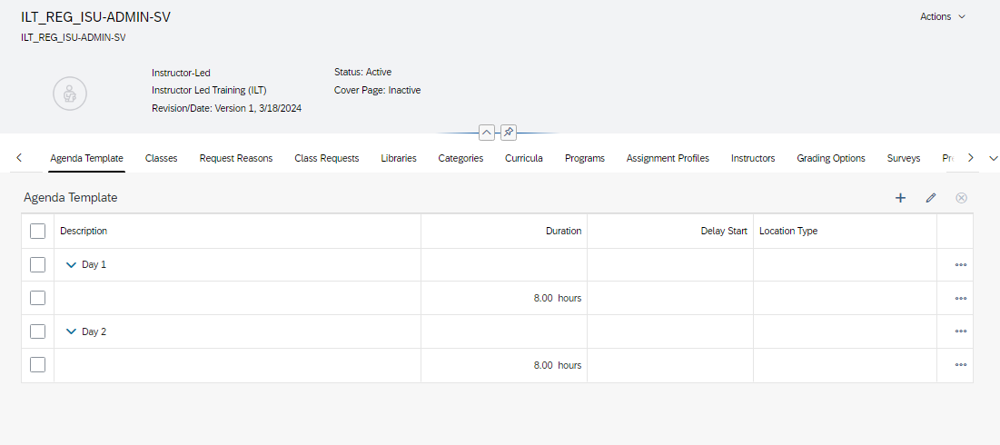 ILT_REG_ISU-ADMIN-SV
Actions
ILT_REG_ISU-ADMIN-SV
Instructor-Led
Status: Active
Instructor Led Training (ILT)
Cover Page: Inactive
Revision/Date: Version 1, 3/18/2024
Agenda Template Classes Request Reasons Class Requests Libraries Categories Curricula Programs Assignment Profiles Instructors Grading Options Surveys
Agenda Template
Description Duration Delay Start Location Type
Day 1
8.00 hours
Day 2
8.00 hours